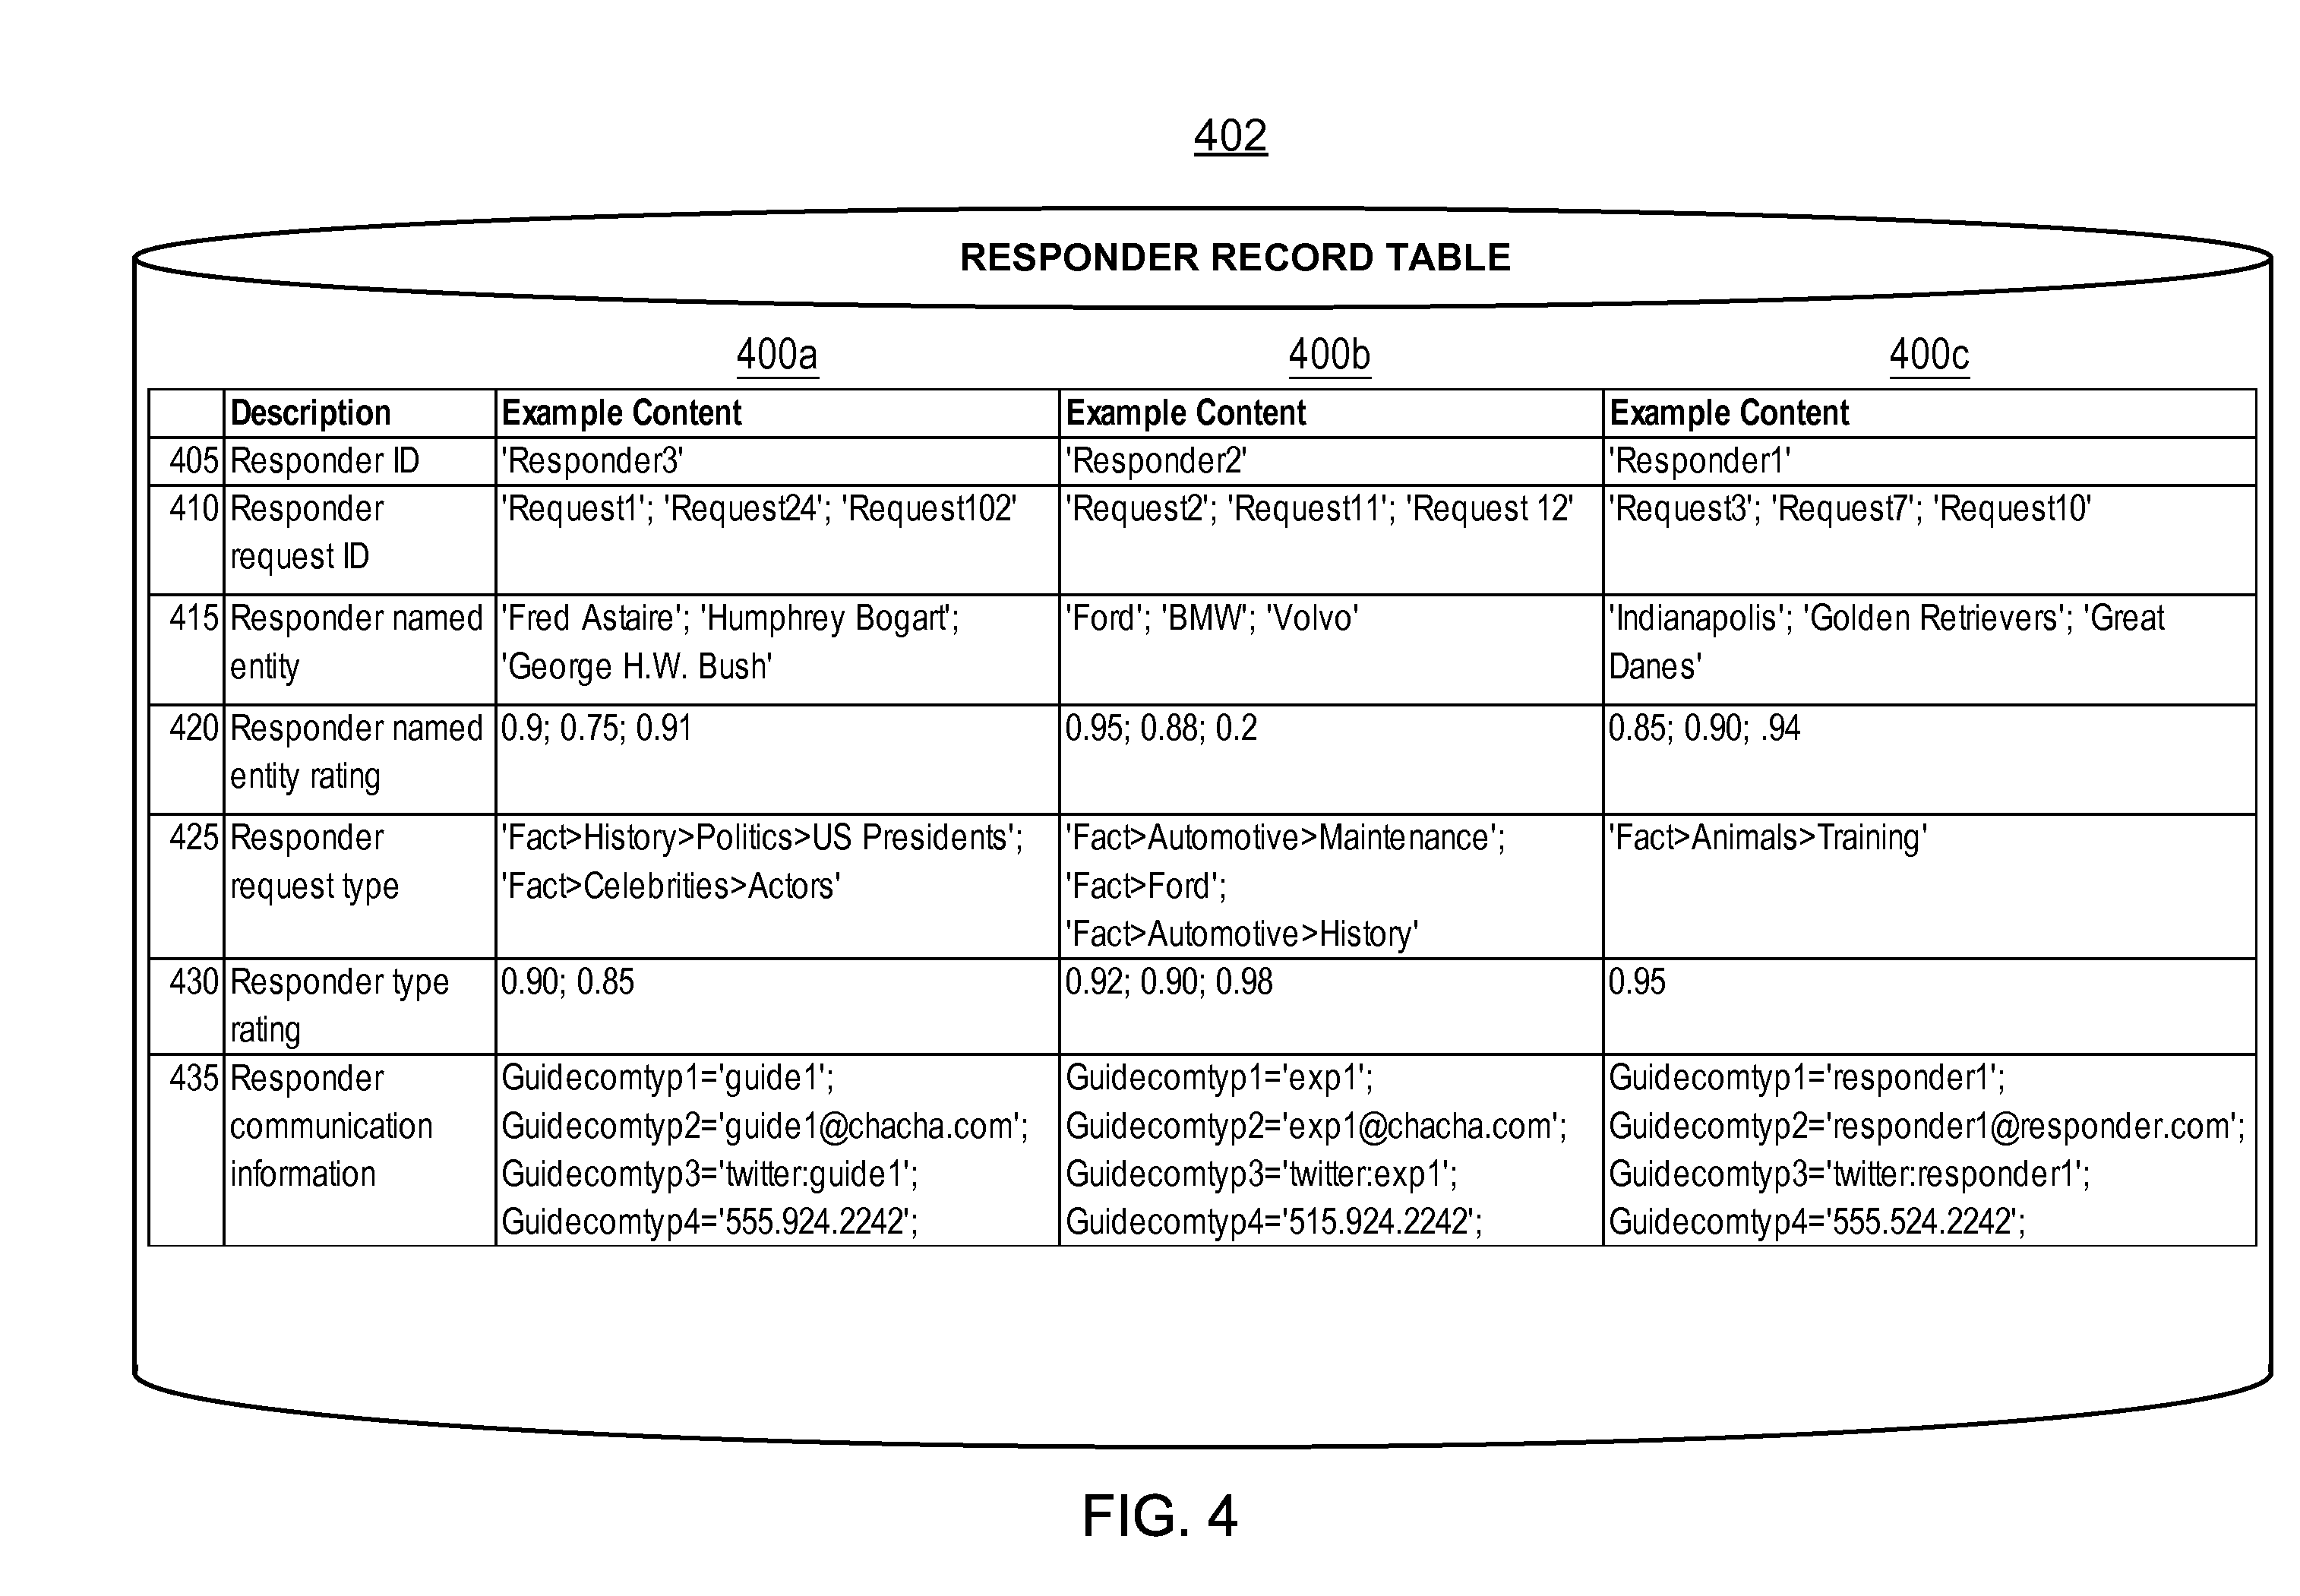 402
RESPONDER RECORD TABLE
400a 400b 400c
Description Example Content Example Content Example Content
405 Responder ID 'Responder3' 'Responder2' 'Responder1'
410 Responder 'Request1'; 'Request24'; 'Request102' 'Request2'; 'Request11'; 'Request 12' 'Request3'; 'Request7'; 'Request10'
request ID
415 Responder named 'Fred Astaire'; 'Humphrey Bogart'; 'Ford'; 'BMW'; 'Volvo' 'Indianapolis'; 'Golden Retrievers'; 'Great
entity 'George H.W. Bush' Danes'
420 Responder named 0.9; 0.75; 0.91 0.95; 0.88; 0.2 0.85; 0.90; .94
entity rating
425 Responder 'Fact>History>Politics>US Presidents'; 'Fact>Automotive>Maintenance'; 'Fact>Animals>Training'
request type 'Fact>Celebrities>Actors' 'Fact>Ford';
'Fact>Automotive>History'
430 Responder type 0.90; 0.85 0.92; 0.90; 0.98 0.95
rating
435 Responder Guidecomtyp1='guide1'; Guidecomtyp1='exp1'; Guidecomtyp1='responder1';
communication Guidecomtyp2='guide1@chacha.com'; Guidecomtyp2='exp1@chacha.com'; Guidecomtyp2='responder1@responder.com';
information Guidecomtyp3='twitter:guide1'; Guidecomtyp3='twitter:exp1'; Guidecomtyp3='twitter:responder1';
Guidecomtyp4='555.924.2242'; Guidecomtyp4='515.924.2242'; Guidecomtyp4='555.524.2242';
FIG. 4